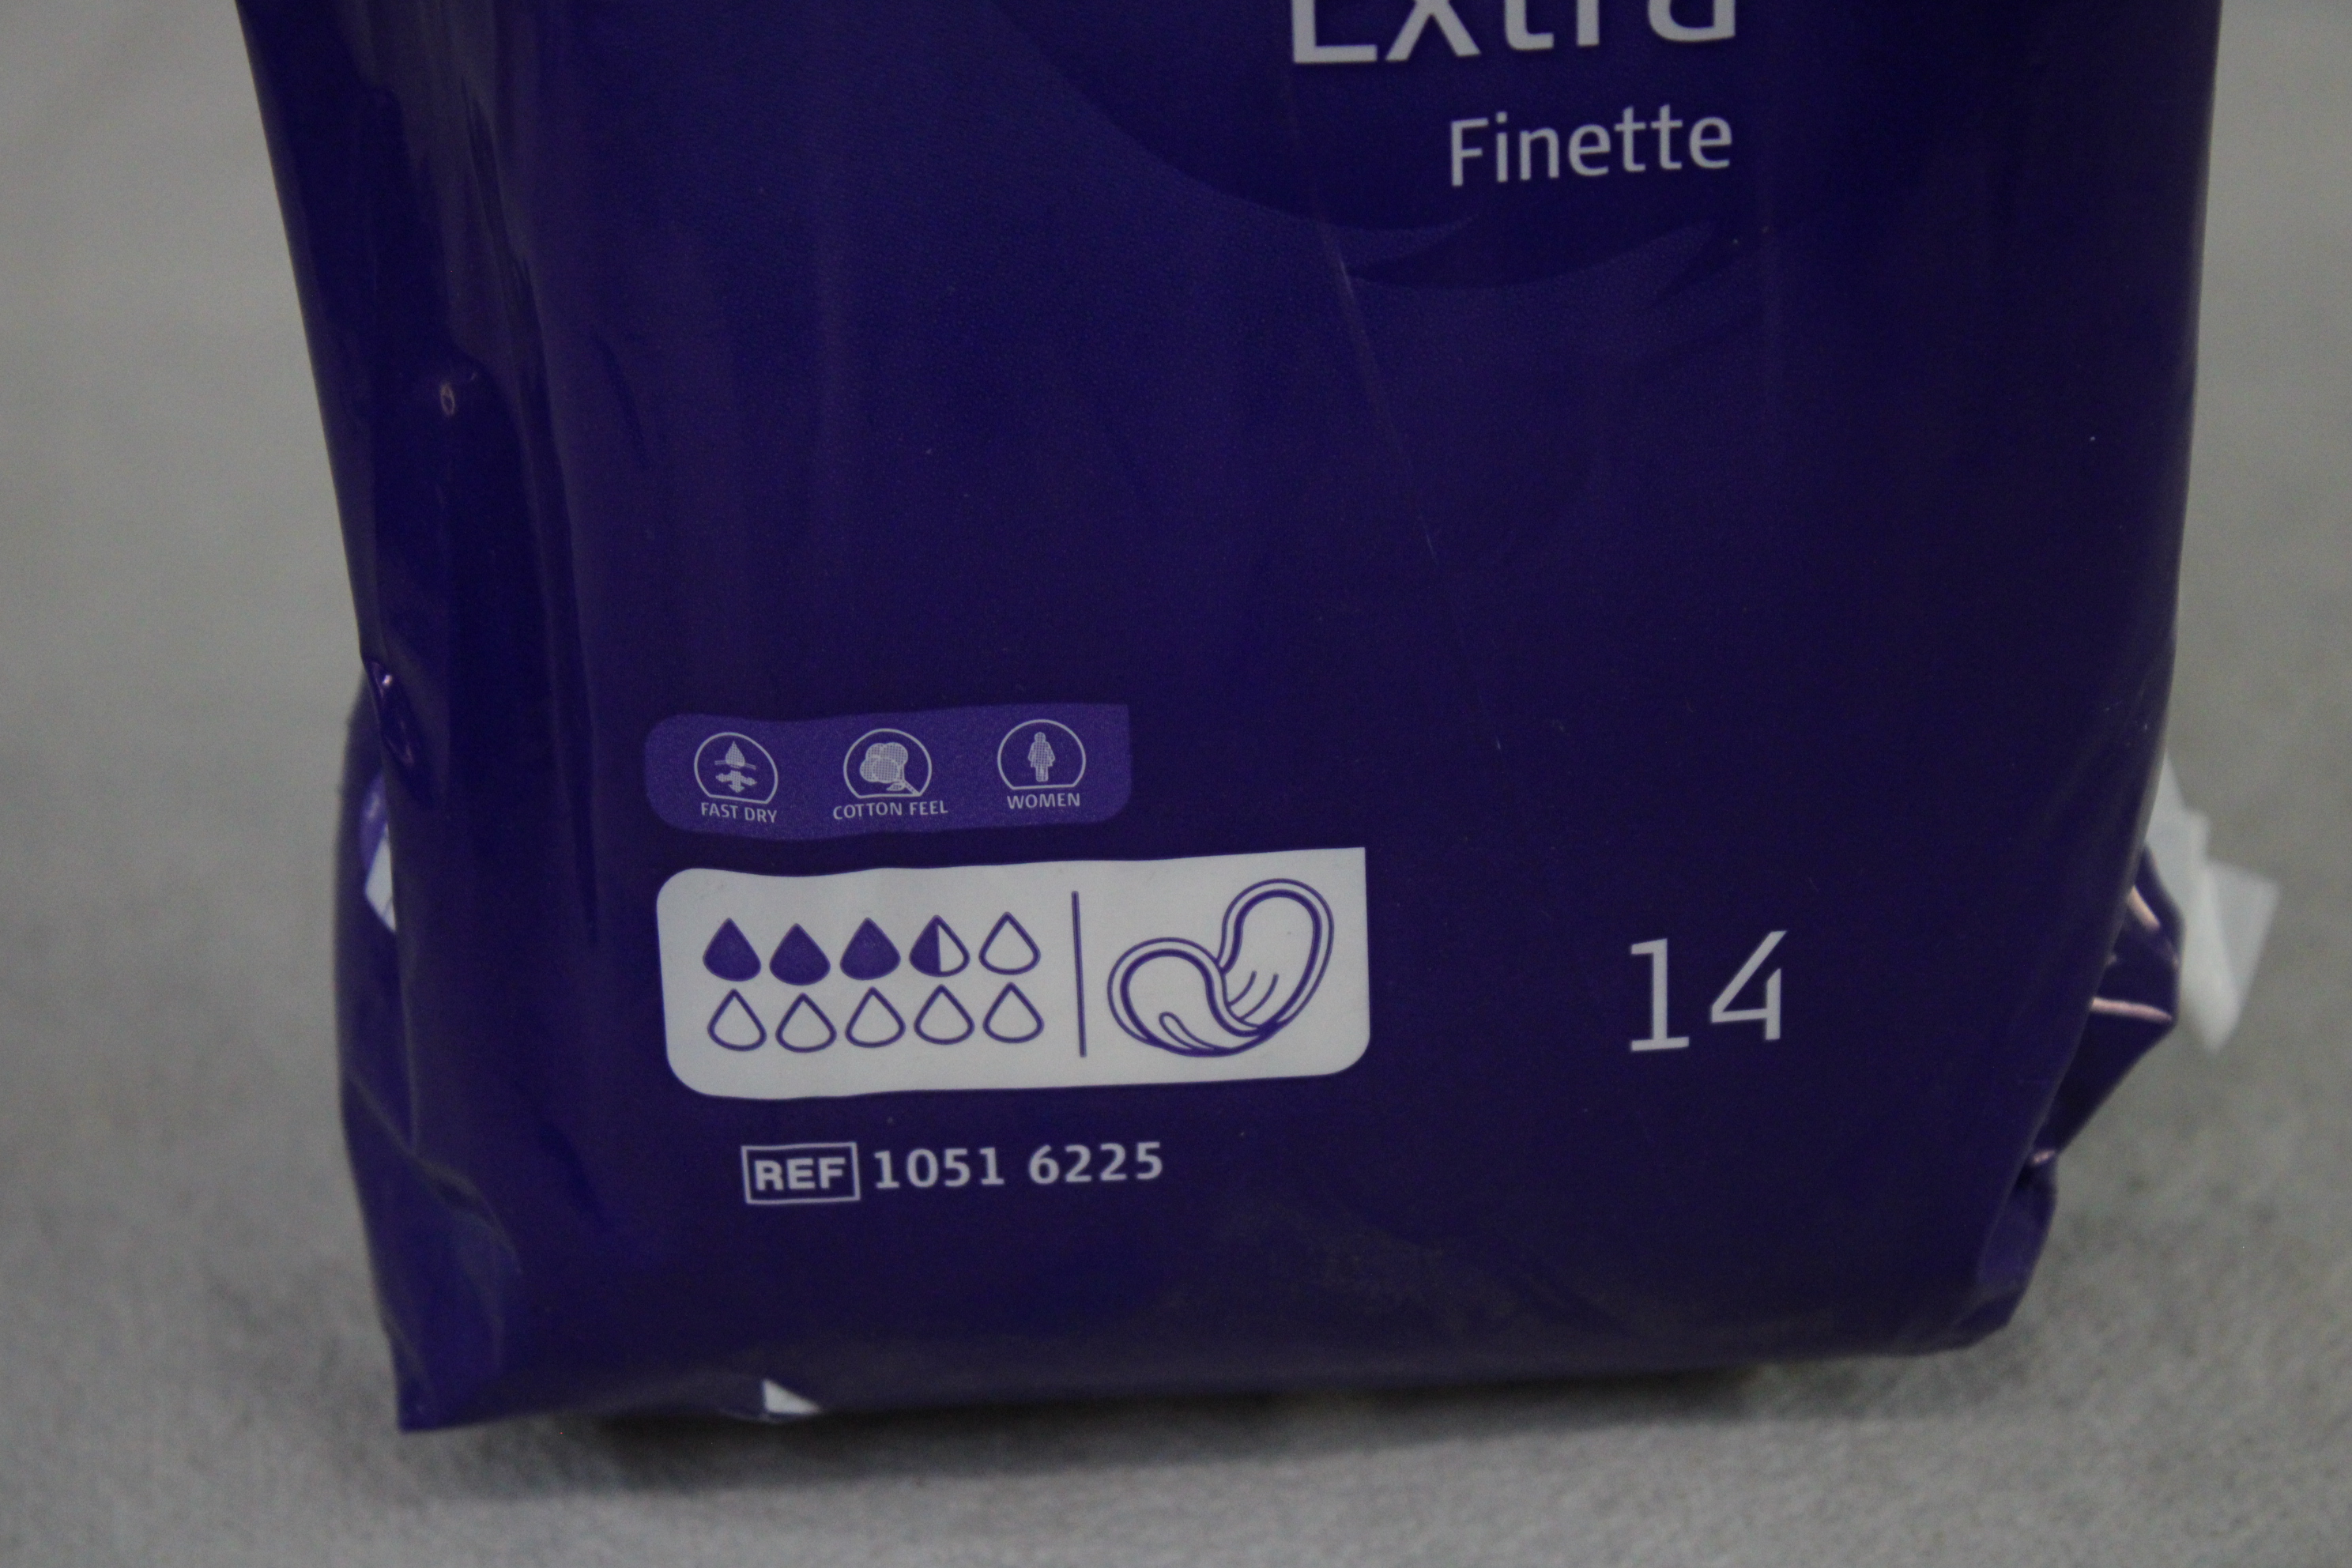 Extra
Finette
FAST DRY
COTTON FEEL
WOMEN
14
REF 1051 6225